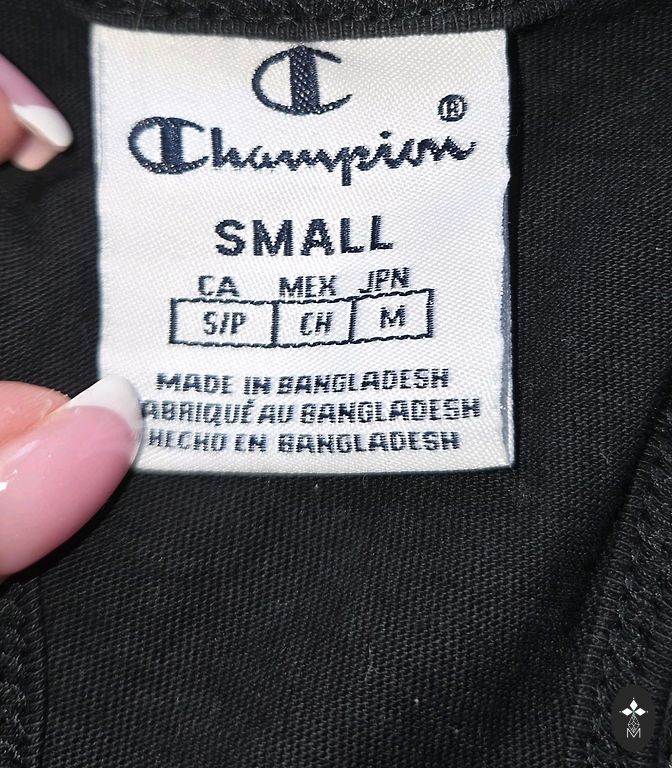 Champion®
SMALL
CA MEX JPN
S/P CH M
MADE IN BANGLADESH
ABRIQUÉ AU BANGLADESH
HECHO EN BANGLADESH
M